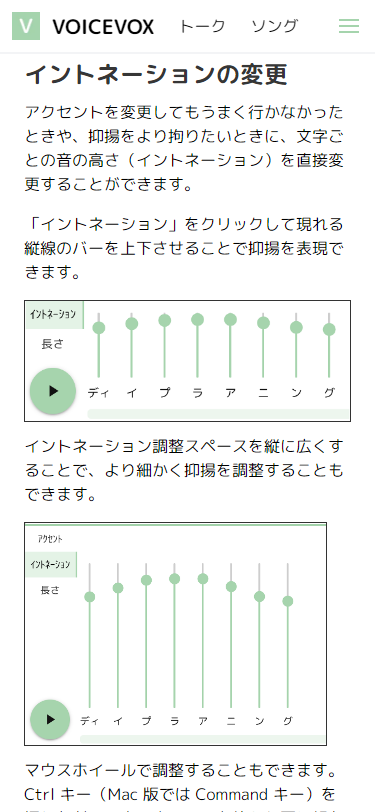 V VOICEVOX トーク ソング
イントネーションの変更
アクセントを変更してもうまく行かなかった
ときや、抑揚をより拘りたいときに、文字ご
との音の高さ（イントネーション）を直接変
更することができます。
「イントネーション」をクリックして現れる
縦線のバーを上下させることで抑揚を表現で
きます。
イントネーション
長さ
ディ イ プ ラ ア ニ ン グ
イントネーション調整スペースを縦に広くす
ることで、より細かく抑揚を調整することも
できます。
アクセント
イントネーション
長さ
ディ イ プ ラ ア ニ ン グ
マウスホイールで調整することもできます。
Ctrl キー（Mac 版では Command キー）を